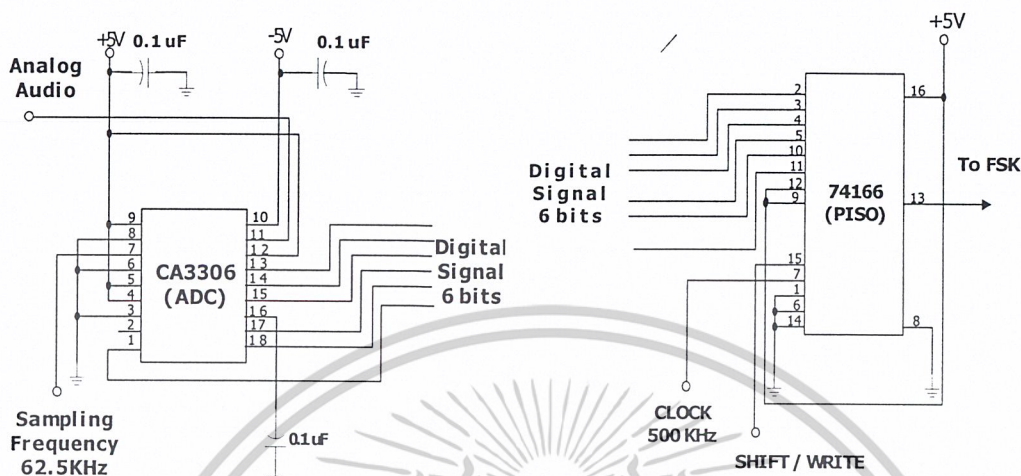 +5V
0.1 uF
-5V
0.1 uF
Analog
Audio
9
8
7
6
5
4
3
2
1
CA3306
(ADC)
10
11
12
13
14
15
16
17
18
Digital
Signal
6 bits
Sampling
Frequency
62.5KHz
0.1uF
+5V
Digital
Signal
6 bits
2
3
4
5
10
11
12
9
15
7
1
6
14
74166
(PISO)
16
13
8
To FSK
CLOCK
500 KHz
SHIFT / WRITE